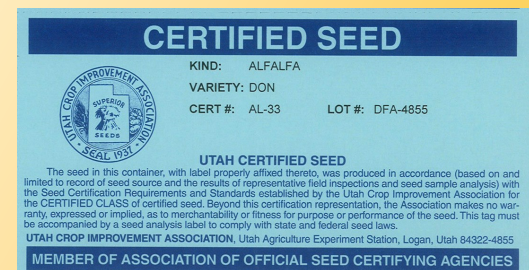 CERTIFIED SEED
KIND: ALFALFA
VARIETY: DON
CERT #: AL-33 LOT #: DFA-4855
UTAH CROP IMPROVEMENT ASSOCIATION
SUPERIOR
SEEDS
SEAL 1937
UTAH CERTIFIED SEED
The seed in this container, with label properly affixed thereto, was produced in accordance (based on and
limited to record of seed source and the results of representative field inspections and seed sample analysis) with
the Seed Certification Requirements and Standards established by the Utah Crop Improvement Association for
the CERTIFIED CLASS of certified seed. Beyond this certification representation, the Association makes no war-
ranty, expressed or implied, as to merchantability or fitness for purpose or performance of the seed. This tag must
be accompanied by a seed analysis label to comply with state and federal seed laws.
UTAH CROP IMPROVEMENT ASSOCIATION, Utah Agriculture Experiment Station, Logan, Utah 84322-4855
MEMBER OF ASSOCIATION OF OFFICIAL SEED CERTIFYING AGENCIES